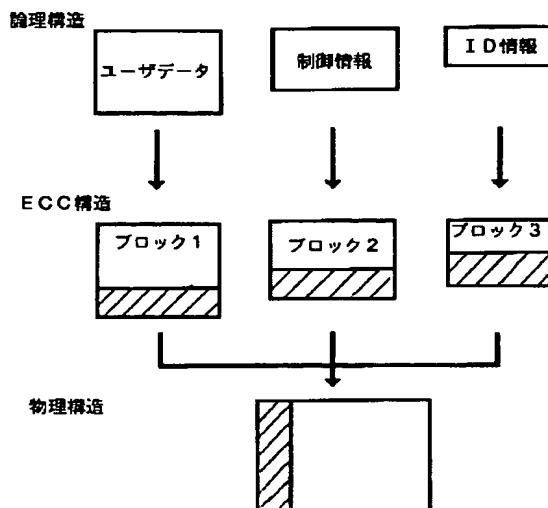 論理構造
ユーザデータ
制御情報
ID情報
ECC構造
ブロック1
ブロック2
ブロック3
物理構造